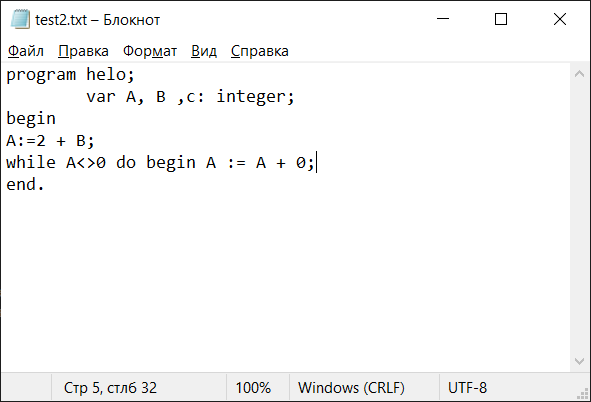 test2.txt – Блокнот
Файл Правка Формат Вид Справка
program helo;
        var A, B ,c: integer;
begin
A:=2 + B;
while A<>0 do begin A := A + 0;
end.
Стр 5, стлб 32 100% Windows (CRLF) UTF-8